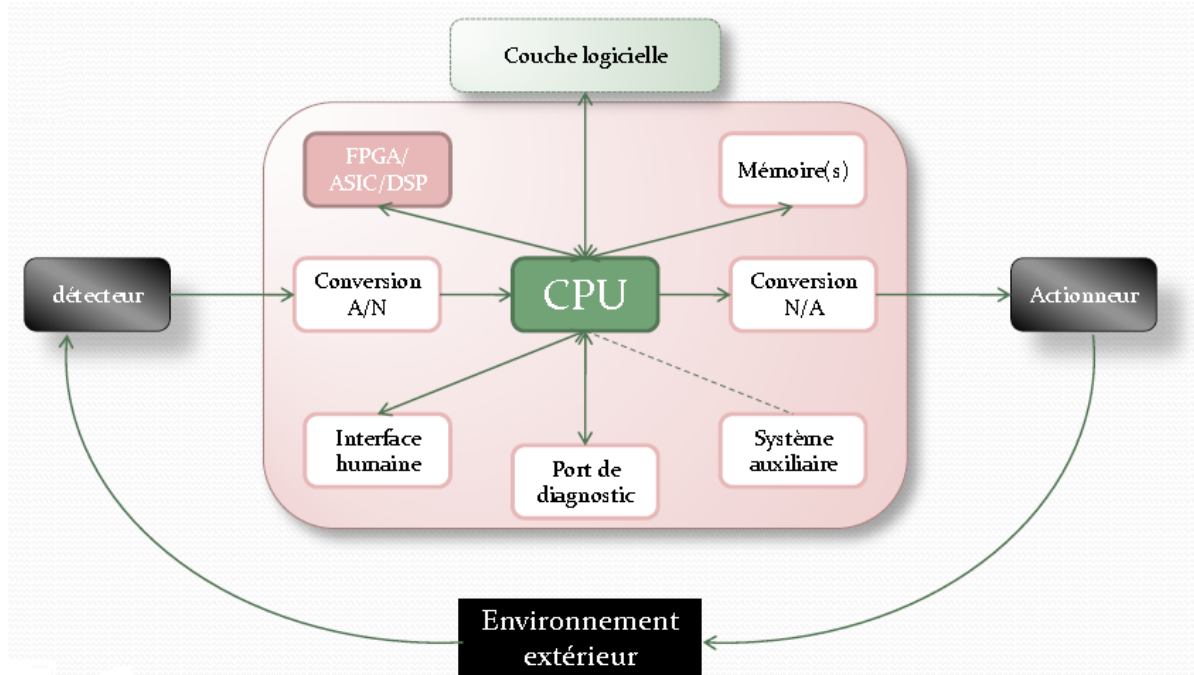 Couche logicielle
FPGA/
ASIC/DSP
Mémoire(s)
détecteur
Conversion
A/N
CPU
Conversion
N/A
Actionneur
Interface
humaine
Port de
diagnostic
Système
auxiliaire
Environnement
extérieur